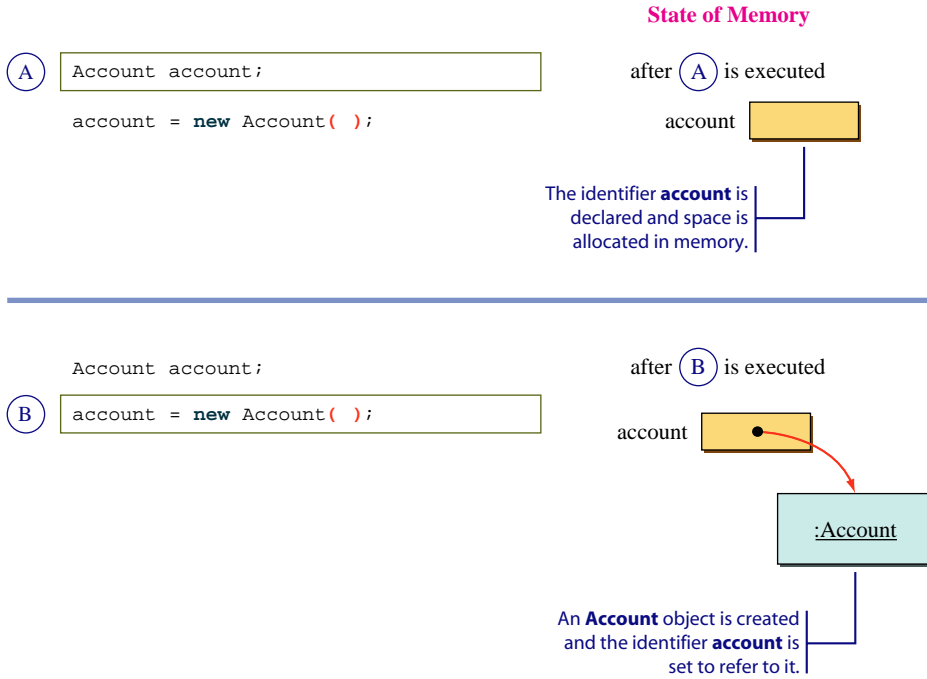 State of Memory
A
Account account;
after A is executed
account = new Account( );
account
The identifier account is
declared and space is
allocated in memory.
Account account;
after B is executed
B
account = new Account( );
account
:Account
An Account object is created
and the identifier account is
set to refer to it.